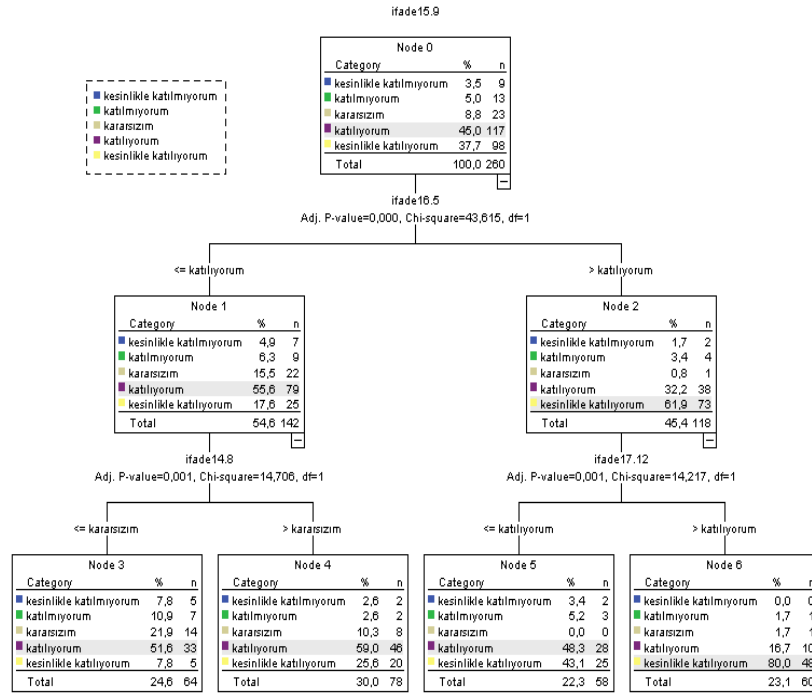 ifade15.9
Node 0
Category % n
kesinlikle katılmıyorum 3,5 9
katılmıyorum 5,0 13
kararsızım 8,8 23
katılıyorum 45,0 117
kesinlikle katılıyorum 37,7 98
Total 100,0 260
kesinlikle katılmıyorum
katılmıyorum
kararsızım
katılıyorum
kesinlikle katılıyorum
ifade16.5
Adj. P-value=0,000, Chi-square=43,615, df=1
<= katılıyorum
> katılıyorum
Node 1
Category % n
kesinlikle katılmıyorum 4,9 7
katılmıyorum 6,3 9
kararsızım 15,5 22
katılıyorum 55,6 79
kesinlikle katılıyorum 17,6 25
Total 54,6 142
Node 2
Category % n
kesinlikle katılmıyorum 1,7 2
katılmıyorum 3,4 4
kararsızım 0,8 1
katılıyorum 32,2 38
kesinlikle katılıyorum 61,9 73
Total 45,4 118
ifade14.8
Adj. P-value=0,001, Chi-square=14,706, df=1
ifade17.12
Adj. P-value=0,001, Chi-square=14,217, df=1
<= kararsızım
> kararsızım
<= katılıyorum
> katılıyorum
Node 3
Category % n
kesinlikle katılmıyorum 7,8 5
katılmıyorum 10,9 7
kararsızım 21,9 14
katılıyorum 51,6 33
kesinlikle katılıyorum 7,8 5
Total 24,6 64
Node 4
Category % n
kesinlikle katılmıyorum 2,6 2
katılmıyorum 2,6 2
kararsızım 10,3 8
katılıyorum 59,0 46
kesinlikle katılıyorum 25,6 20
Total 30,0 78
Node 5
Category % n
kesinlikle katılmıyorum 3,4 2
katılmıyorum 5,2 3
kararsızım 0,0 0
katılıyorum 48,3 28
kesinlikle katılıyorum 43,1 25
Total 22,3 58
Node 6
Category % n
kesinlikle katılmıyorum 0,0 0
katılmıyorum 1,7 1
kararsızım 1,7 1
katılıyorum 16,7 10
kesinlikle katılıyorum 80,0 48
Total 23,1 60